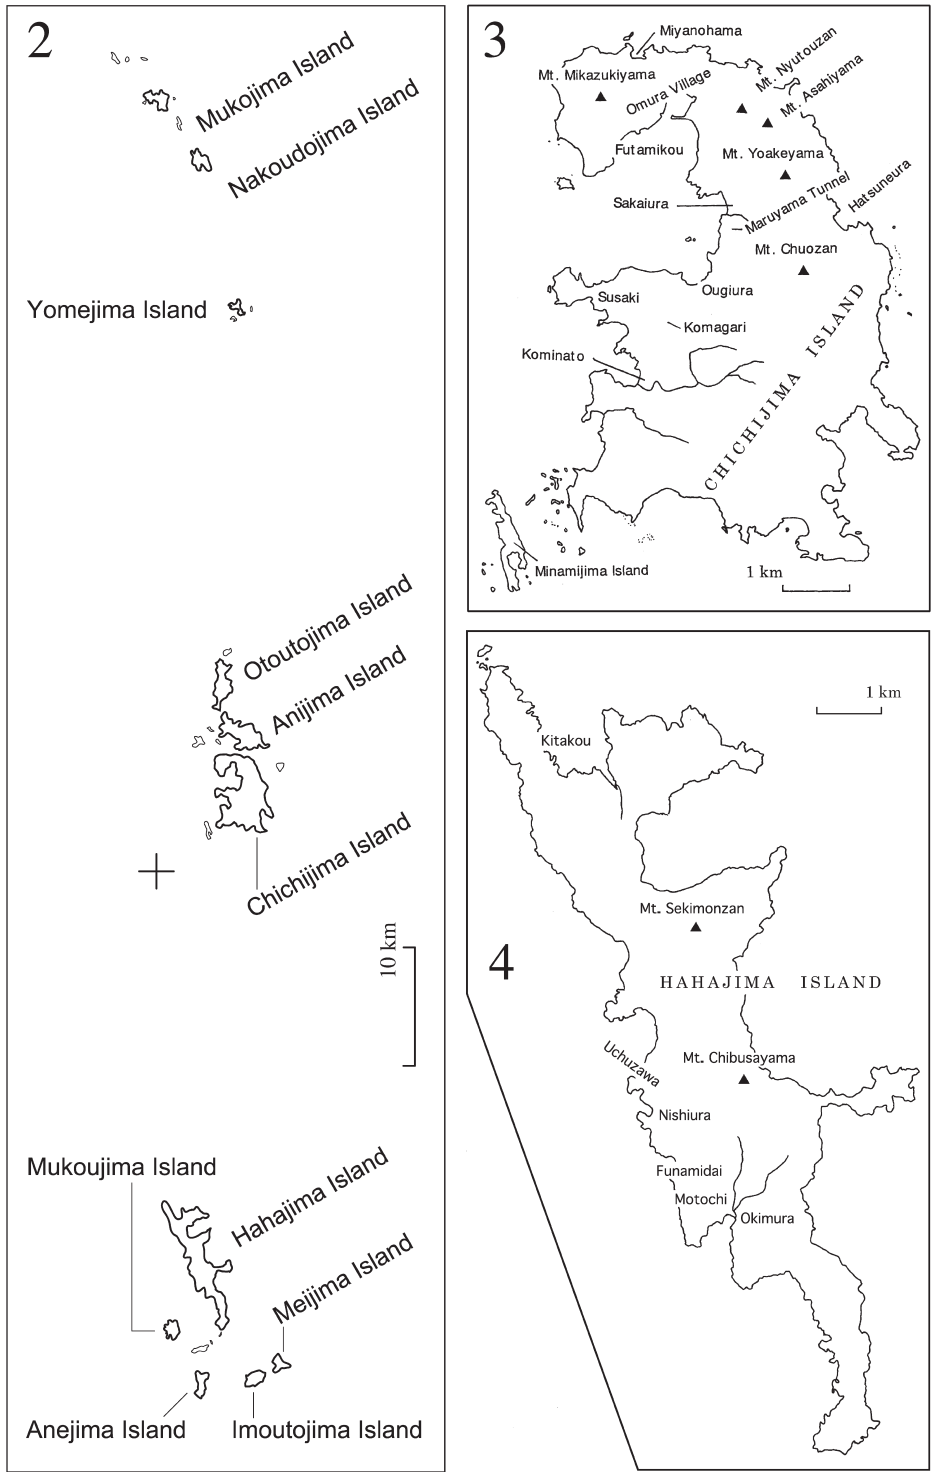 2
Mukojima Island
Nakoudojima Island
Yomejima Island
Otoutojima Island
Anijima Island
Chichijima Island
10 km
Mukoujima Island
Hahajima Island
Meijima Island
Anejima Island
Imoutojima Island
3
Miyanohama
Mt. Nyutouzan
Mt. Mikazukiyama
Omura Village
Mt. Asahiyama
Futamikou
Mt. Yoakeyama
Hatsuneura
Sakaiura
Maruyama Tunnel
Mt. Chuozan
Susaki
Ougiura
Komagari
Kominato
CHICHIJIMA ISLAND
Minamijima Island
1 km
4
1 km
Kitakou
Mt. Sekimonzan
HAHAJIMA ISLAND
Uchuzawa
Mt. Chibusayama
Nishiura
Funamidai
Motochi
Okimura